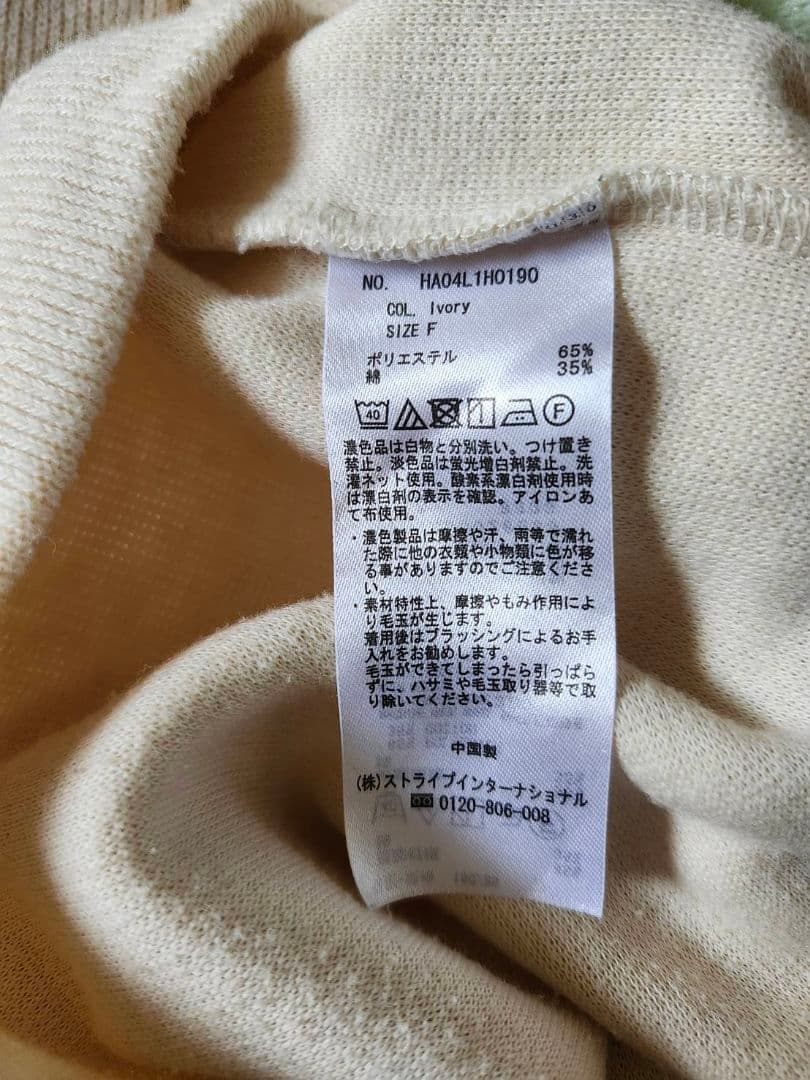 NO. HA04L1H0190
COL. Ivory
SIZE F
ポリエステル 65%
綿 35%
40 F
濃色品は白物と分別洗い。つけ置き
禁止。淡色品は蛍光増白剤禁止。洗
濯ネット使用。酸素系漂白剤使用時
は漂白剤の表示を確認。アイロンあ
て布使用。
・濃色製品は摩擦や汗、雨等で濡れ
た際に他の衣類や小物類に色が移
る事がありますのでご注意くださ
い。
・素材特性上、摩擦やもみ作用によ
り毛玉が生じます。
着用後はブラッシングによるお手
入れをお勧めします。
毛玉ができてしまったら引っぱら
ずに、ハサミや毛玉取り器等で取
り除いてください。
中国製
(株)ストライプインターナショナル
0120-806-008